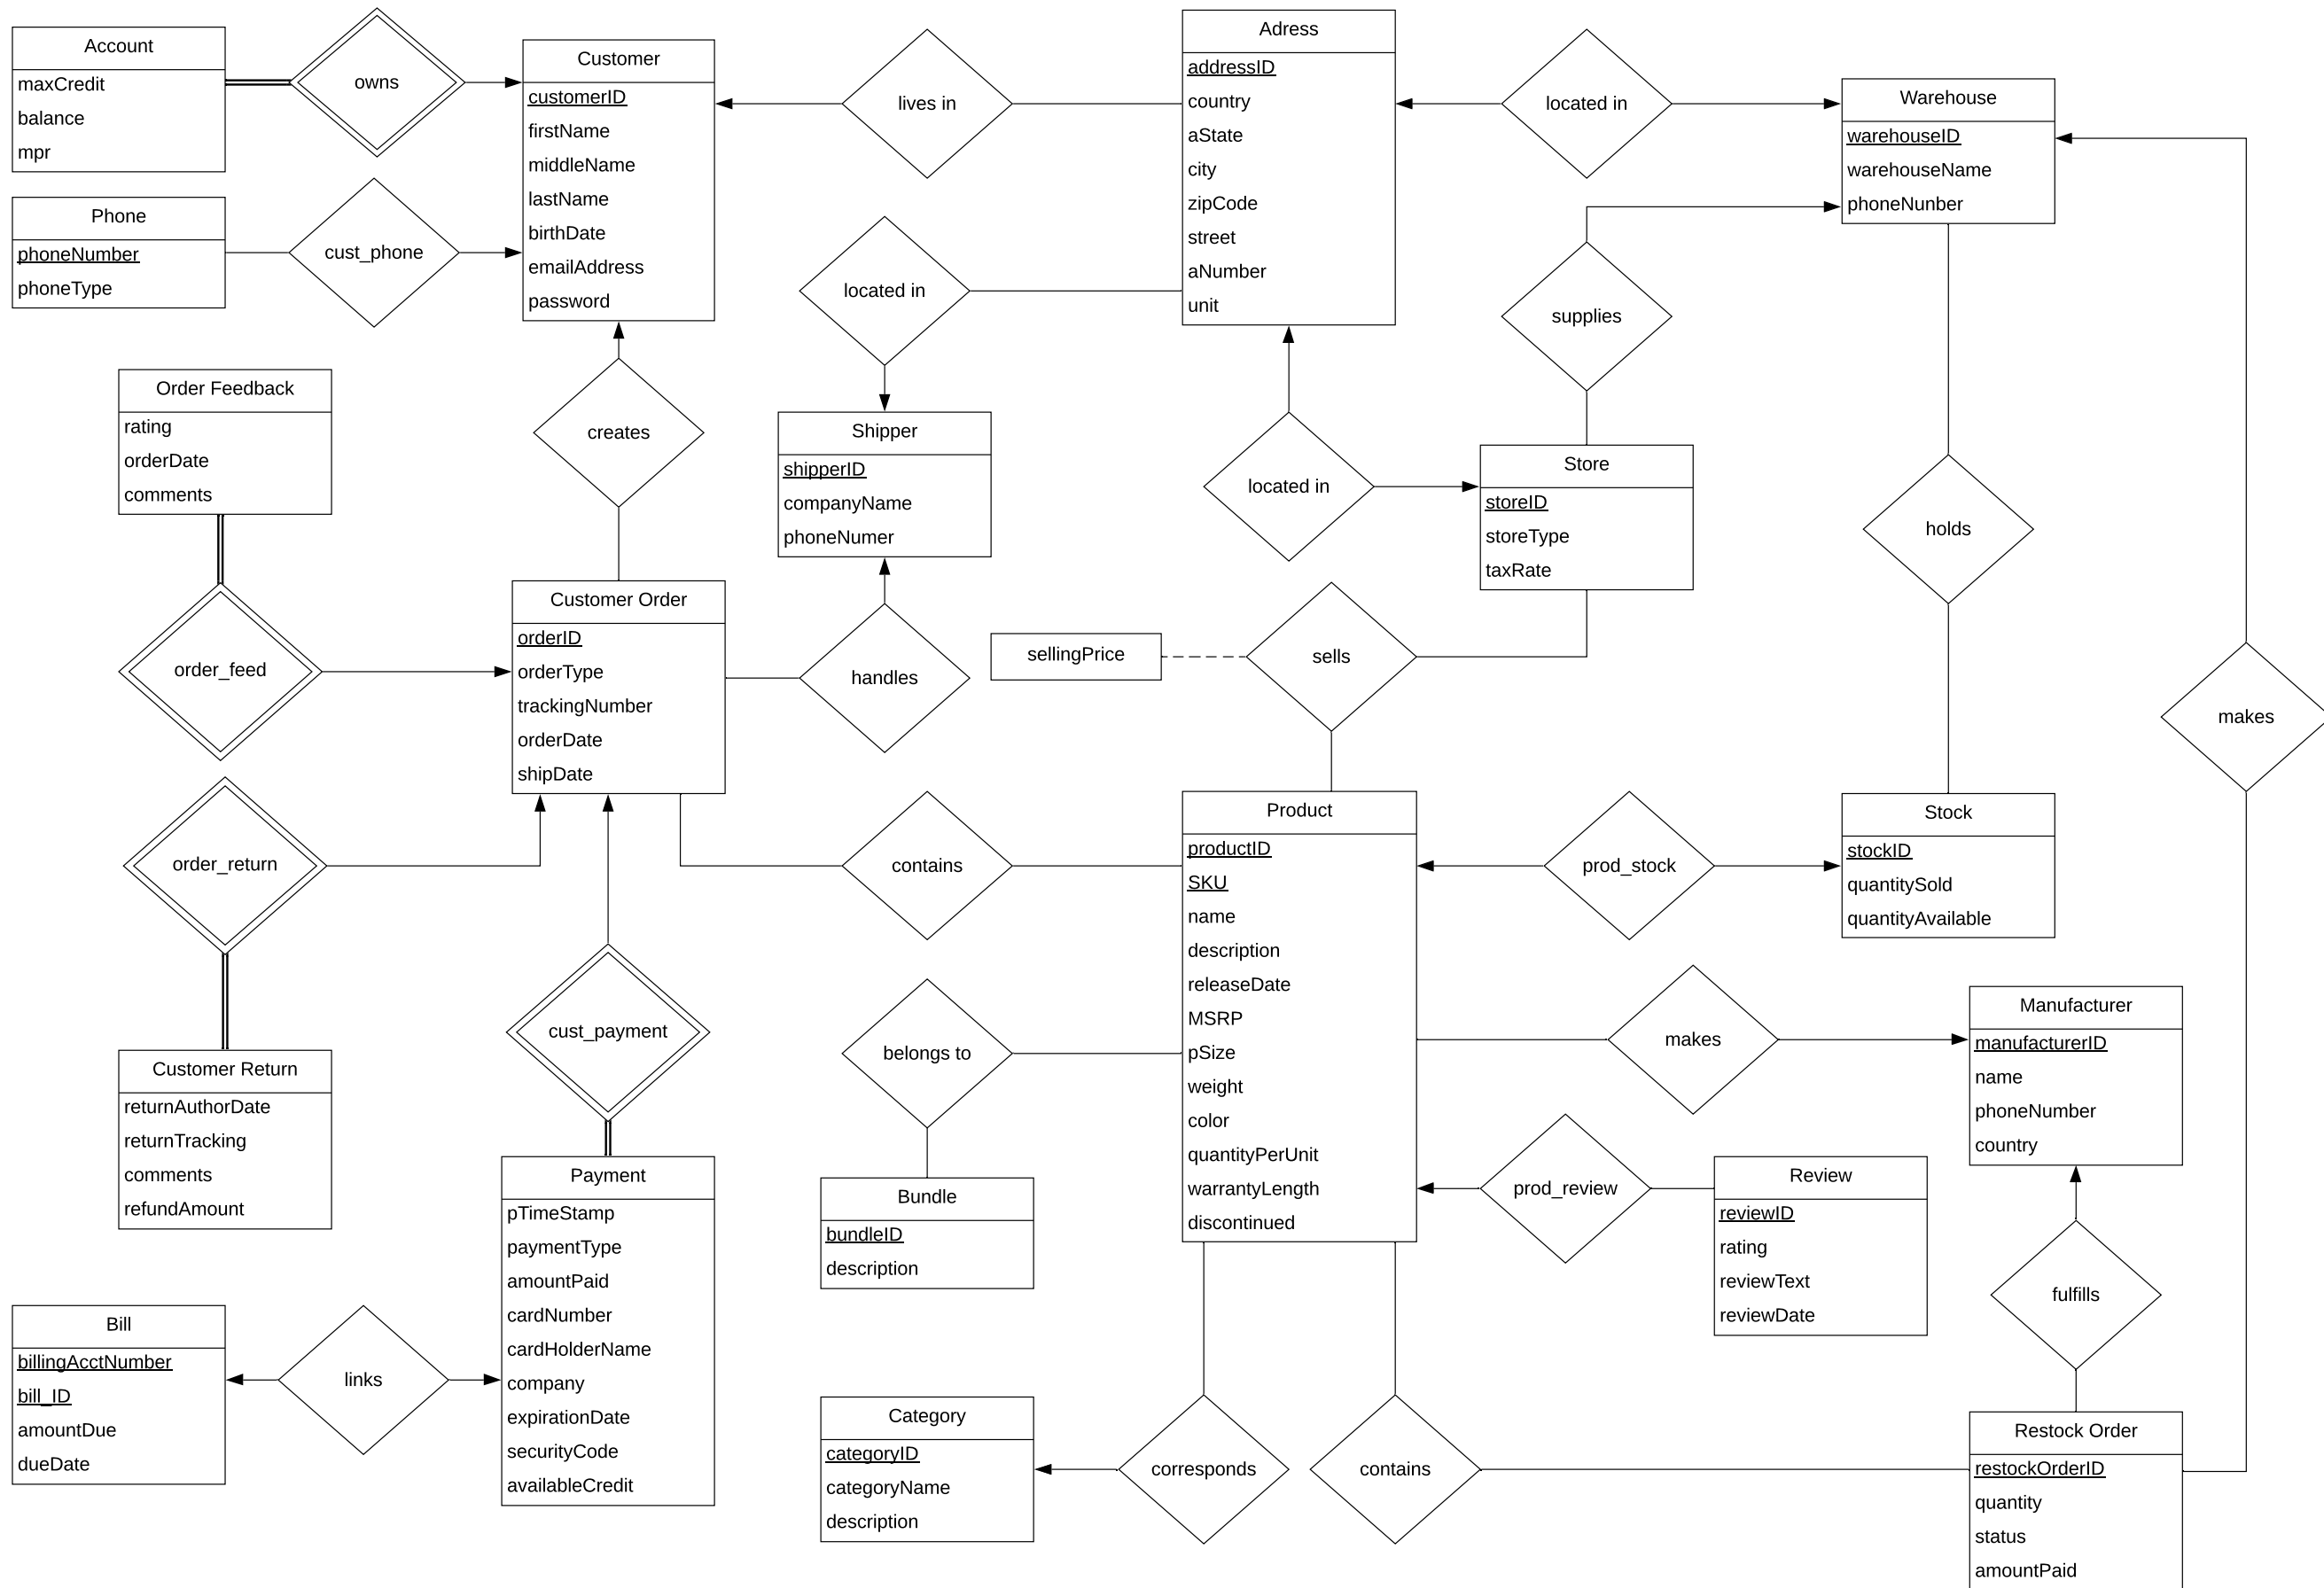 Account
maxCredit
balance
mpr
owns
Customer
customerID
firstName
middleName
lastName
birthDate
emailAddress
password
lives in
Adress
addressID
country
aState
city
zipCode
street
aNumber
unit
located in
Warehouse
warehouseID
warehouseName
phoneNunber
Phone
phoneNumber
phoneType
cust_phone
located in
supplies
Order Feedback
rating
orderDate
comments
creates
Shipper
shipperID
companyName
phoneNumer
located in
Store
storeID
storeType
taxRate
holds
order_feed
Customer Order
orderID
orderType
trackingNumber
orderDate
shipDate
handles
sellingPrice
sells
makes
order_return
contains
Product
productID
SKU
name
description
releaseDate
MSRP
pSize
weight
color
quantityPerUnit
warrantyLength
discontinued
prod_stock
Stock
stockID
quantitySold
quantityAvailable
cust_payment
belongs to
makes
Manufacturer
manufacturerID
name
phoneNumber
country
Customer Return
returnAuthorDate
returnTracking
comments
refundAmount
Payment
pTimeStamp
paymentType
amountPaid
cardNumber
cardHolderName
company
expirationDate
securityCode
availableCredit
Bundle
bundleID
description
prod_review
Review
reviewID
rating
reviewText
reviewDate
fulfills
Bill
billingAcctNumber
bill_ID
amountDue
dueDate
links
Category
categoryID
categoryName
description
corresponds
contains
Restock Order
restockOrderID
quantity
status
amountPaid